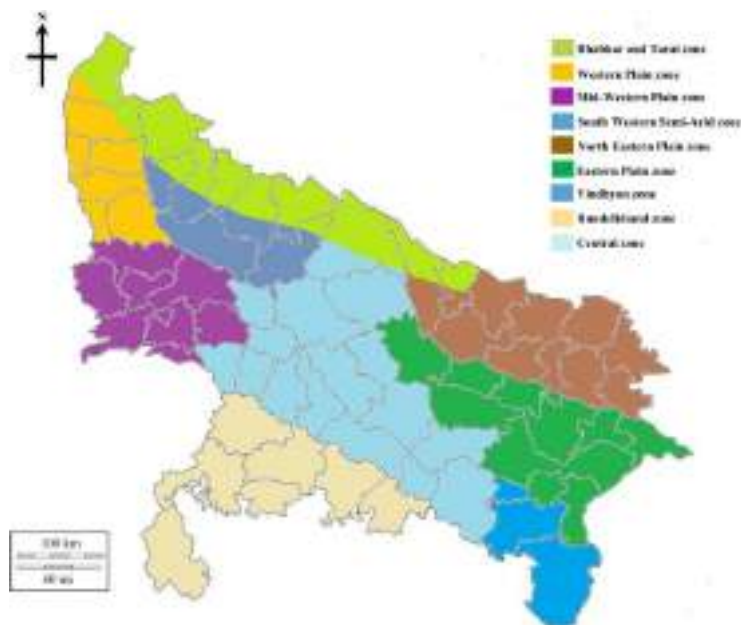 N
Bhabhar and Tarai zone
Western Plain zone
Mid-Western Plain zone
South Western Semi-Arid zone
North Eastern Plain zone
Eastern Plain zone
Vindhyan zone
Bundelkhand zone
Central zone
100 km
60 mi